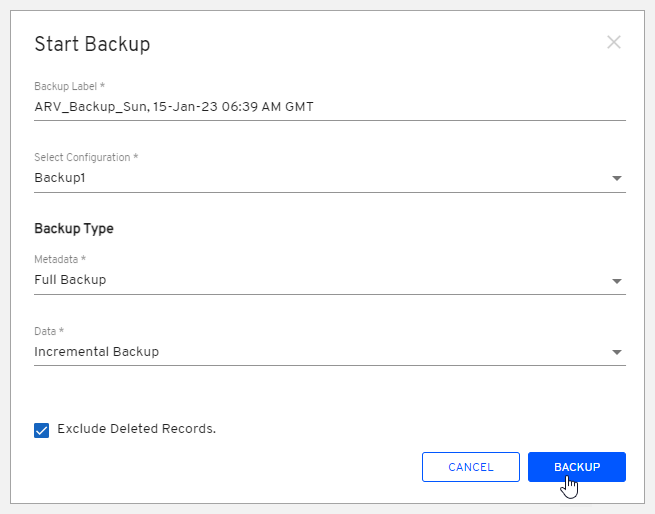 Start Backup
Backup Label *
ARV_Backup_Sun, 15-Jan-23 06:39 AM GMT
Select Configuration *
Backup1
Backup Type
Metadata *
Full Backup
Data *
Incremental Backup
Exclude Deleted Records.
CANCEL BACKUP